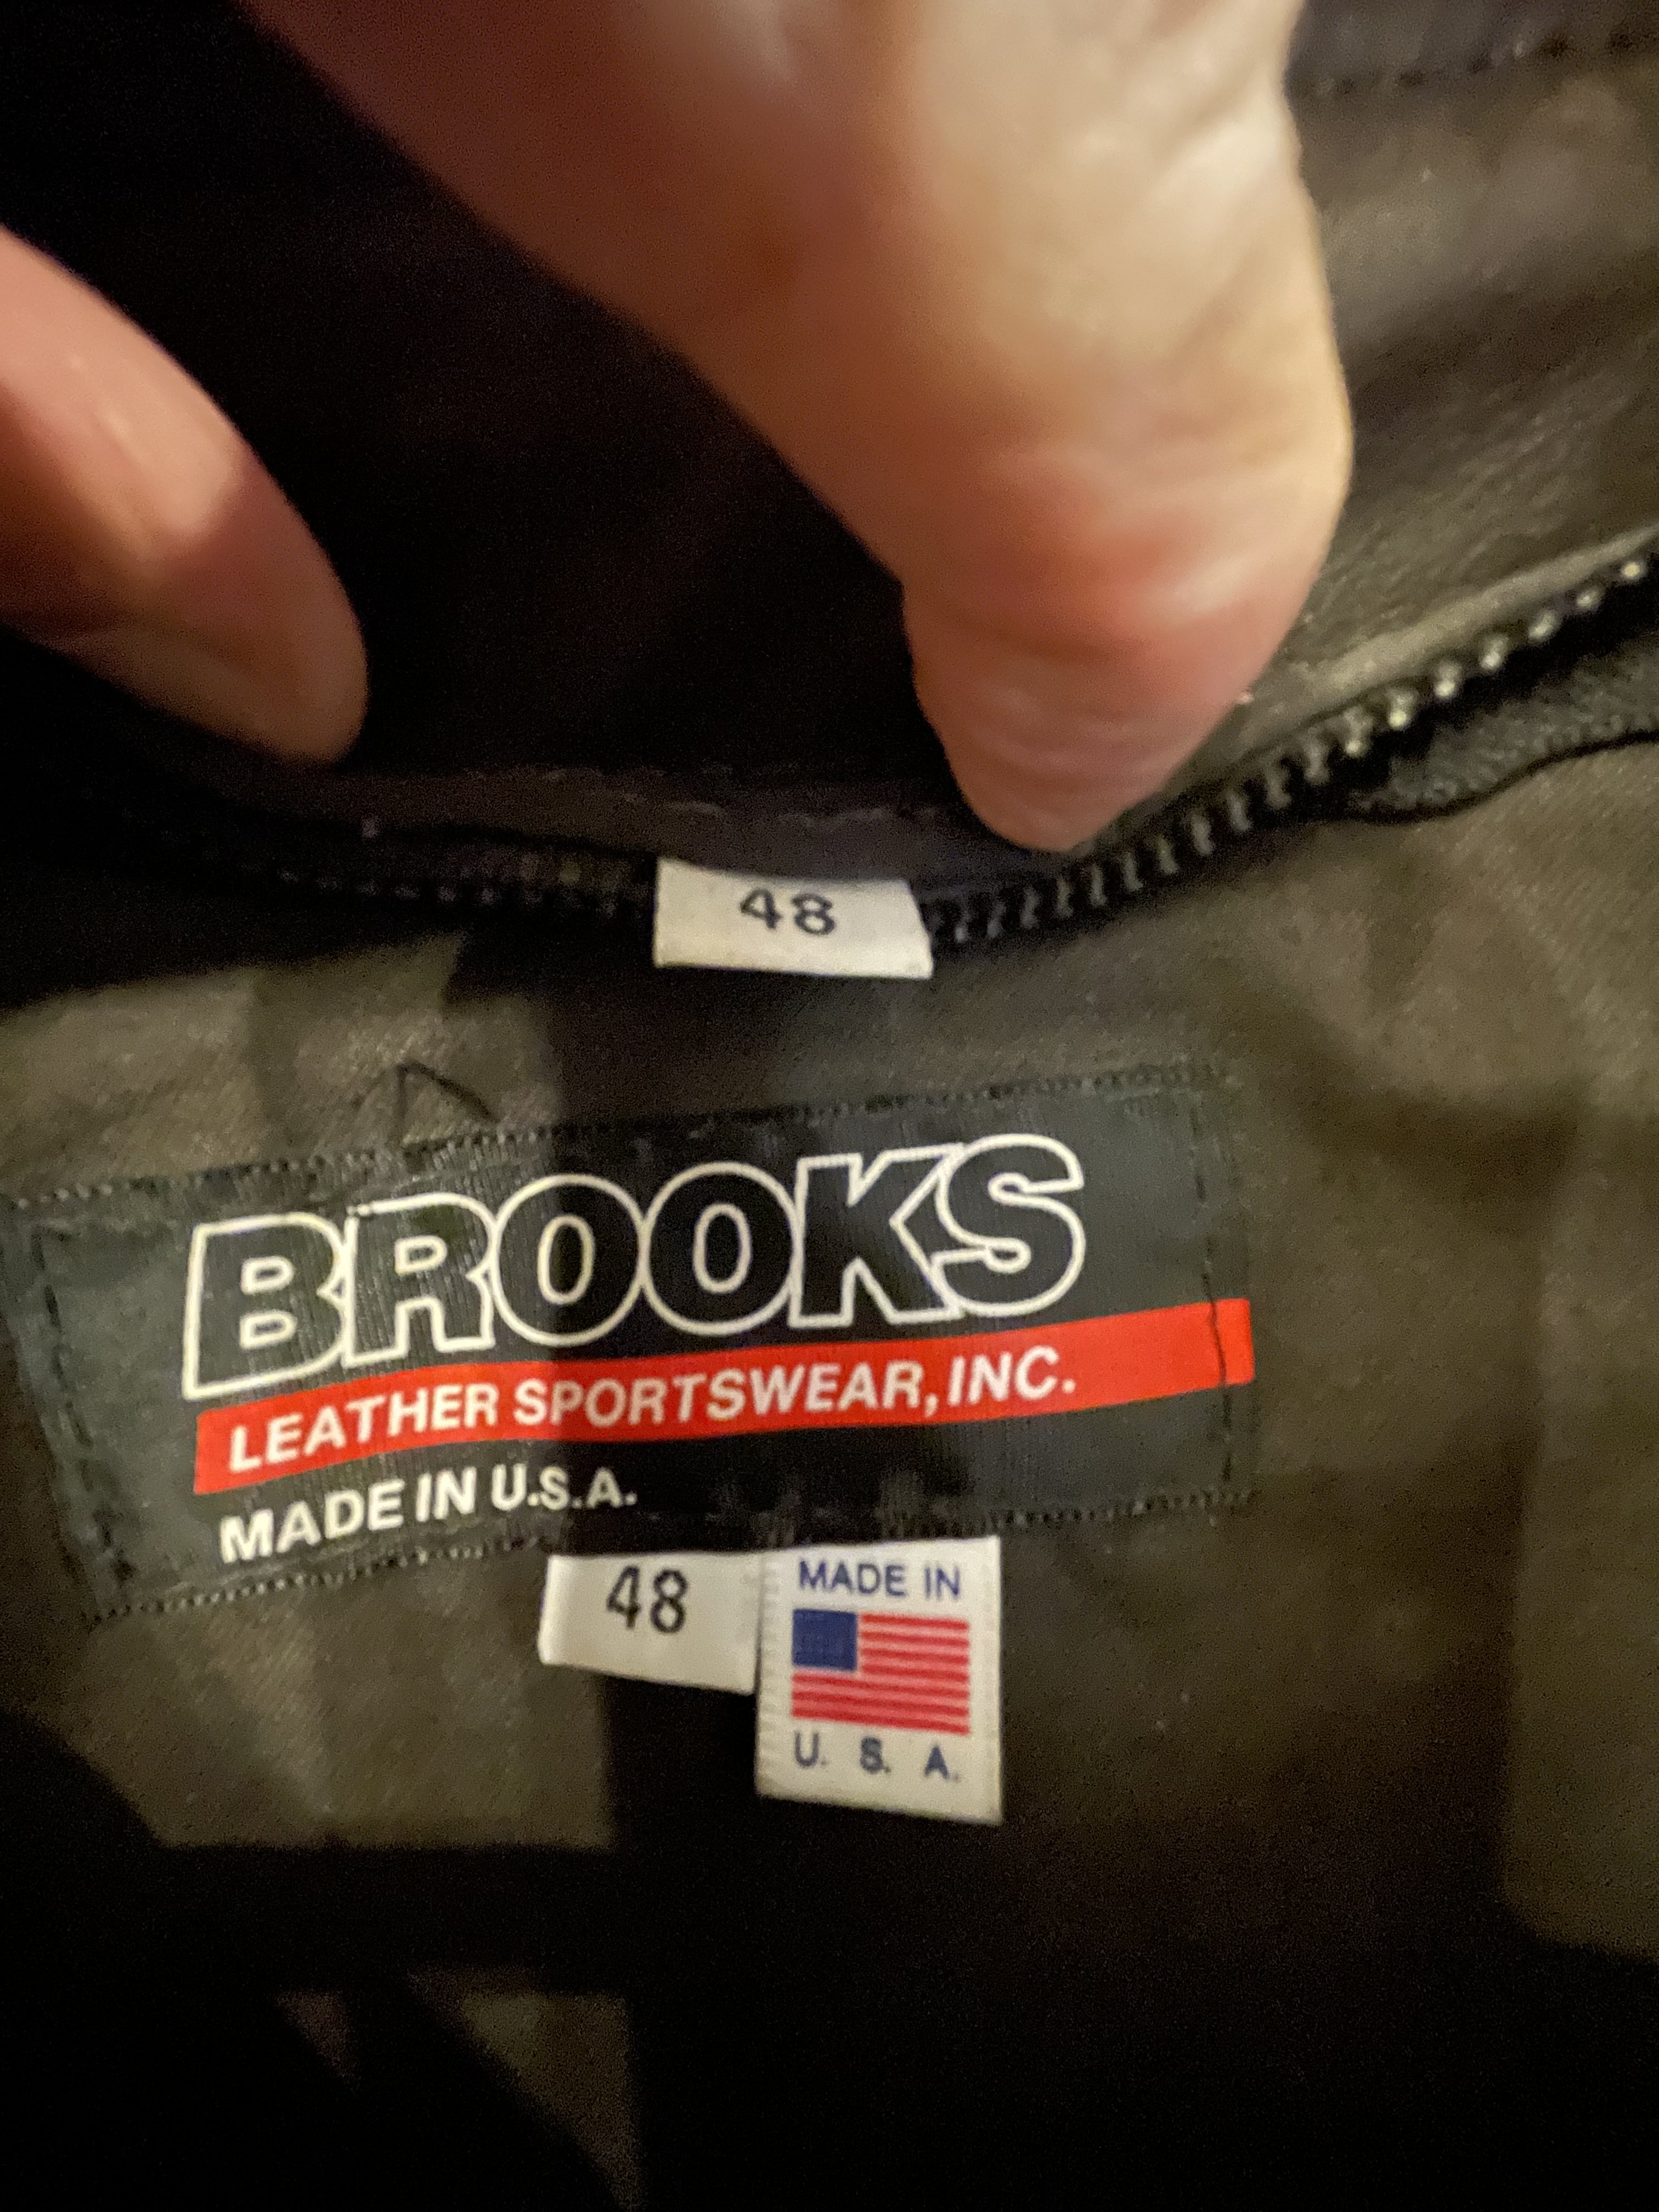 48
BROOKS
LEATHER SPORTSWEAR, INC.
MADE IN U.S.A.
48
MADE IN
U. S. A.